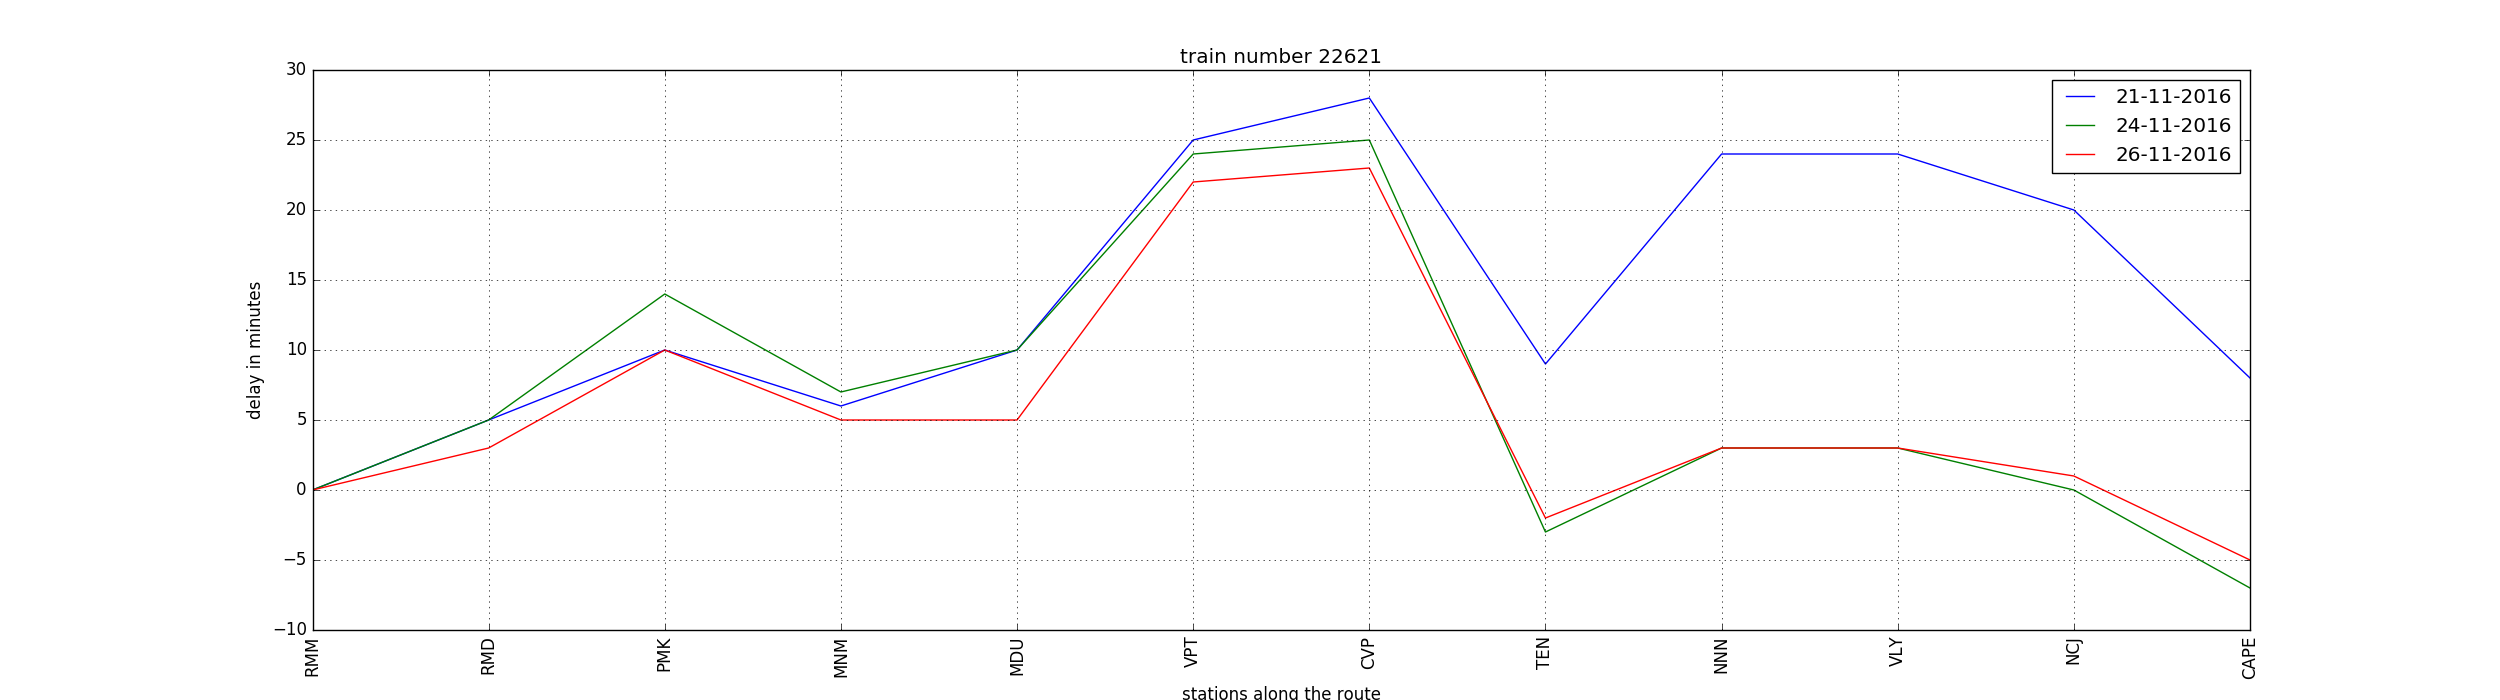 train number 22621
30
25
20
15
10
5
0
−5
−10
delay in minutes
21-11-2016
24-11-2016
26-11-2016
RMM
RMD
PMK
MNM
MDU
VPT
CVP
TEN
NNN
VLY
NCJ
CAPE
stations along the route